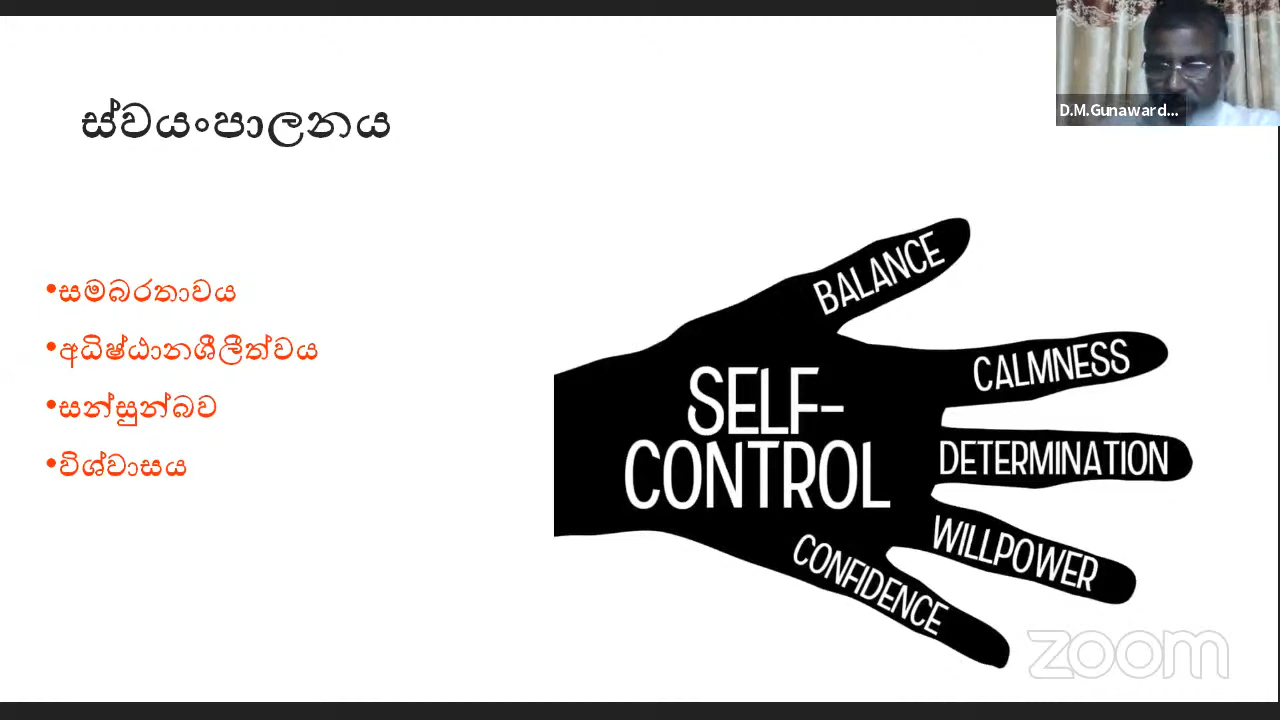 D.M.Gunaward...
ස්වයංපාලනය
•සමබරතාවය
•අධිෂ්ඨානශීලීත්වය
•සන්සුන්බව
•විශ්වාසය
BALANCE
CALMNESS
SELF-
CONTROL
DETERMINATION
WILLPOWER
CONFIDENCE
zoom